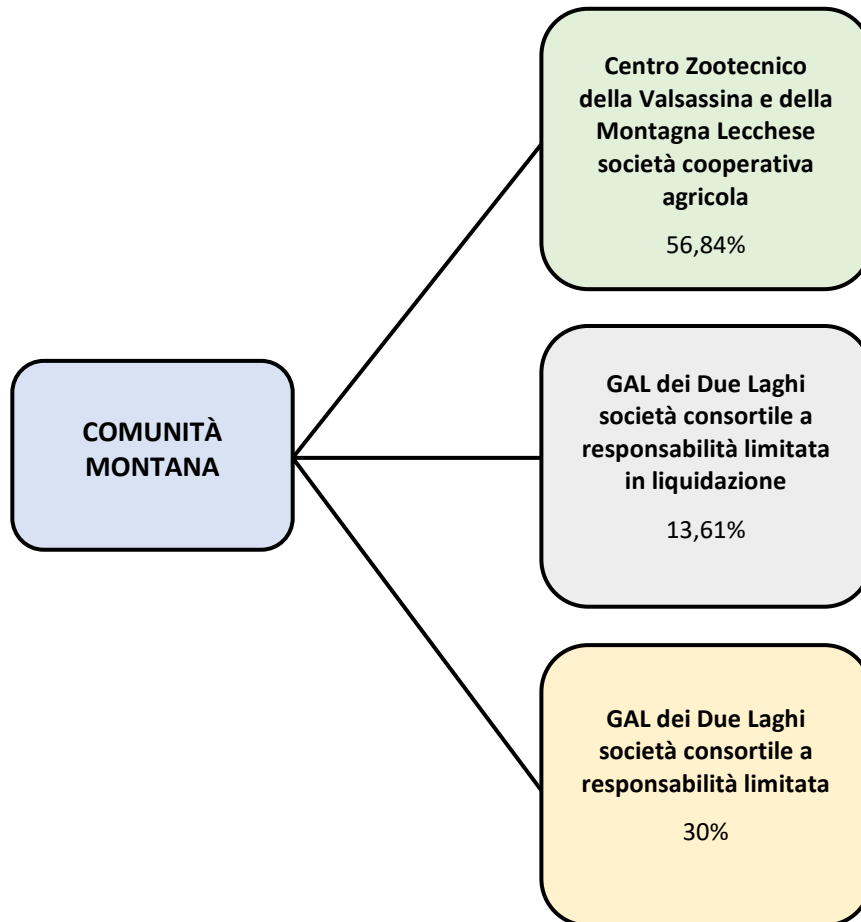 Centro Zootecnico
della Valsassina e della
Montagna Lecchese
società cooperativa
agricola
56,84%
COMUNITÀ
MONTANA
GAL dei Due Laghi
società consortile a
responsabilità limitata
in liquidazione
13,61%
GAL dei Due Laghi
società consortile a
responsabilità limitata
30%